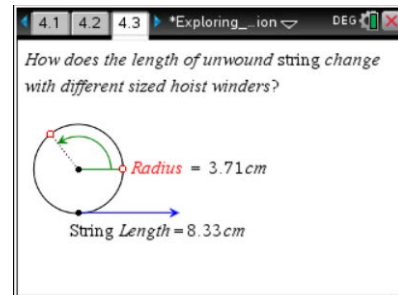 4.1 4.2 4.3 *Exploring_...ion DEG
How does the length of unwound string change
with different sized hoist winders?
Radius = 3.71cm
String Length=8.33cm